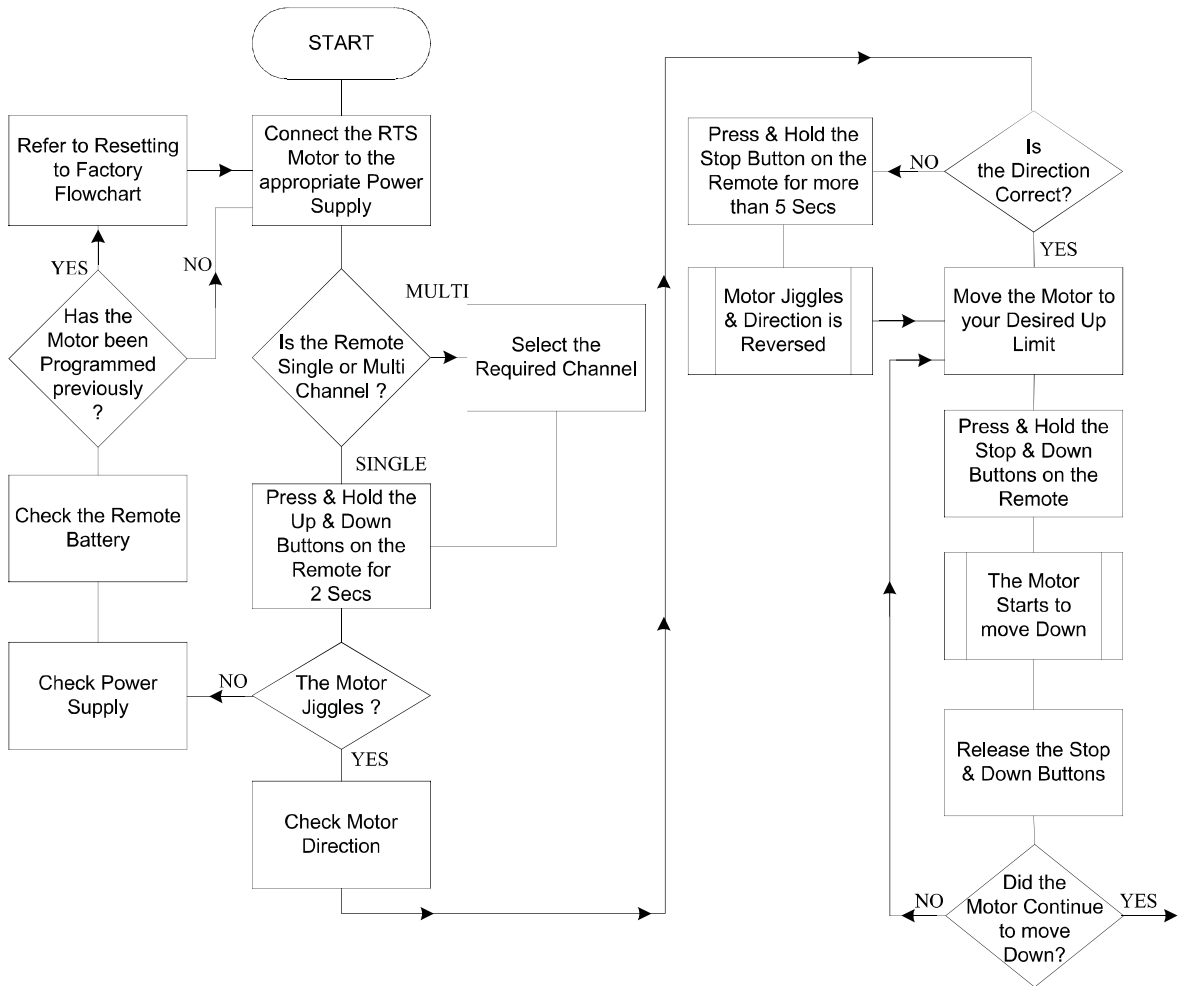 START
Refer to Resetting
to Factory
Flowchart
Connect the RTS
Motor to the
appropriate Power
Supply
YES
NO
Has the
Motor been
Programmed
previously
?
MULTI
Is the Remote
Single or Multi
Channel ?
Select the
Required Channel
SINGLE
Press & Hold the
Up & Down
Buttons on the
Remote for
2 Secs
Check the Remote
Battery
Check Power
Supply
NO
The Motor
Jiggles ?
YES
Check Motor
Direction
Press & Hold the
Stop Button on the
Remote for more
than 5 Secs
NO
Is
the Direction
Correct?
YES
Motor Jiggles
& Direction is
Reversed
Move the Motor to
your Desired Up
Limit
Press & Hold the
Stop & Down
Buttons on the
Remote
The Motor
Starts to
move Down
Release the Stop
& Down Buttons
NO
Did the
Motor Continue
to move
Down?
YES